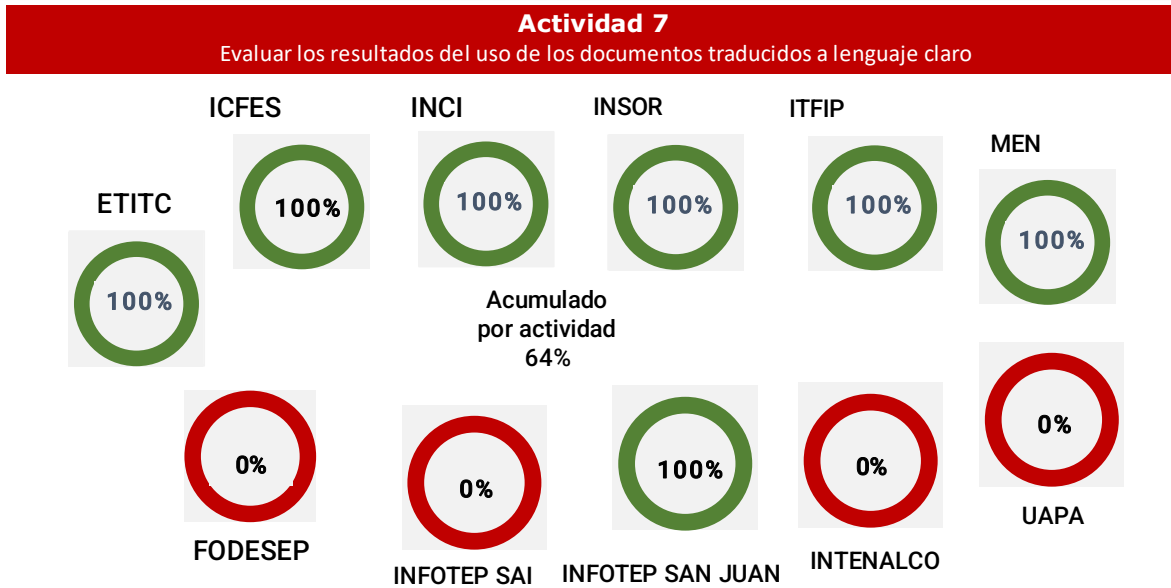 Actividad 7
Evaluar los resultados del uso de los documentos traducidos a lenguaje claro
ICFES
INCI
INSOR
ITFIP
MEN
ETITC
100%
100%
100%
100%
100%
100%
Acumulado
por actividad
64%
0%
0%
100%
0%
0%
FODESEP
INFOTEP SAI
INFOTEP SAN JUAN
INTENALCO
UAPA